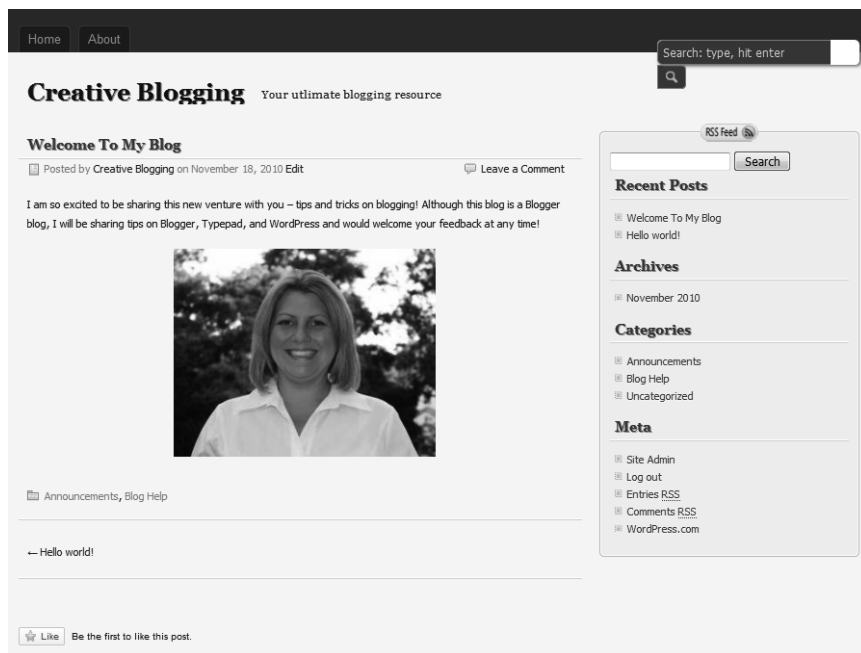 Home
About
Search: type, hit enter
Creative Blogging
Your utlimate blogging resource
Welcome To My Blog
Posted by Creative Blogging on November 18, 2010 Edit
Leave a Comment
I am so excited to be sharing this new venture with you – tips and tricks on blogging! Although this blog is a Blogger
blog, I will be sharing tips on Blogger, Typepad, and WordPress and would welcome your feedback at any time!
Announcements, Blog Help
← Hello world!
Like
Be the first to like this post.
RSS Feed
Search
Recent Posts
Welcome To My Blog
Hello world!
Archives
November 2010
Categories
Announcements
Blog Help
Uncategorized
Meta
Site Admin
Log out
Entries RSS
Comments RSS
WordPress.com